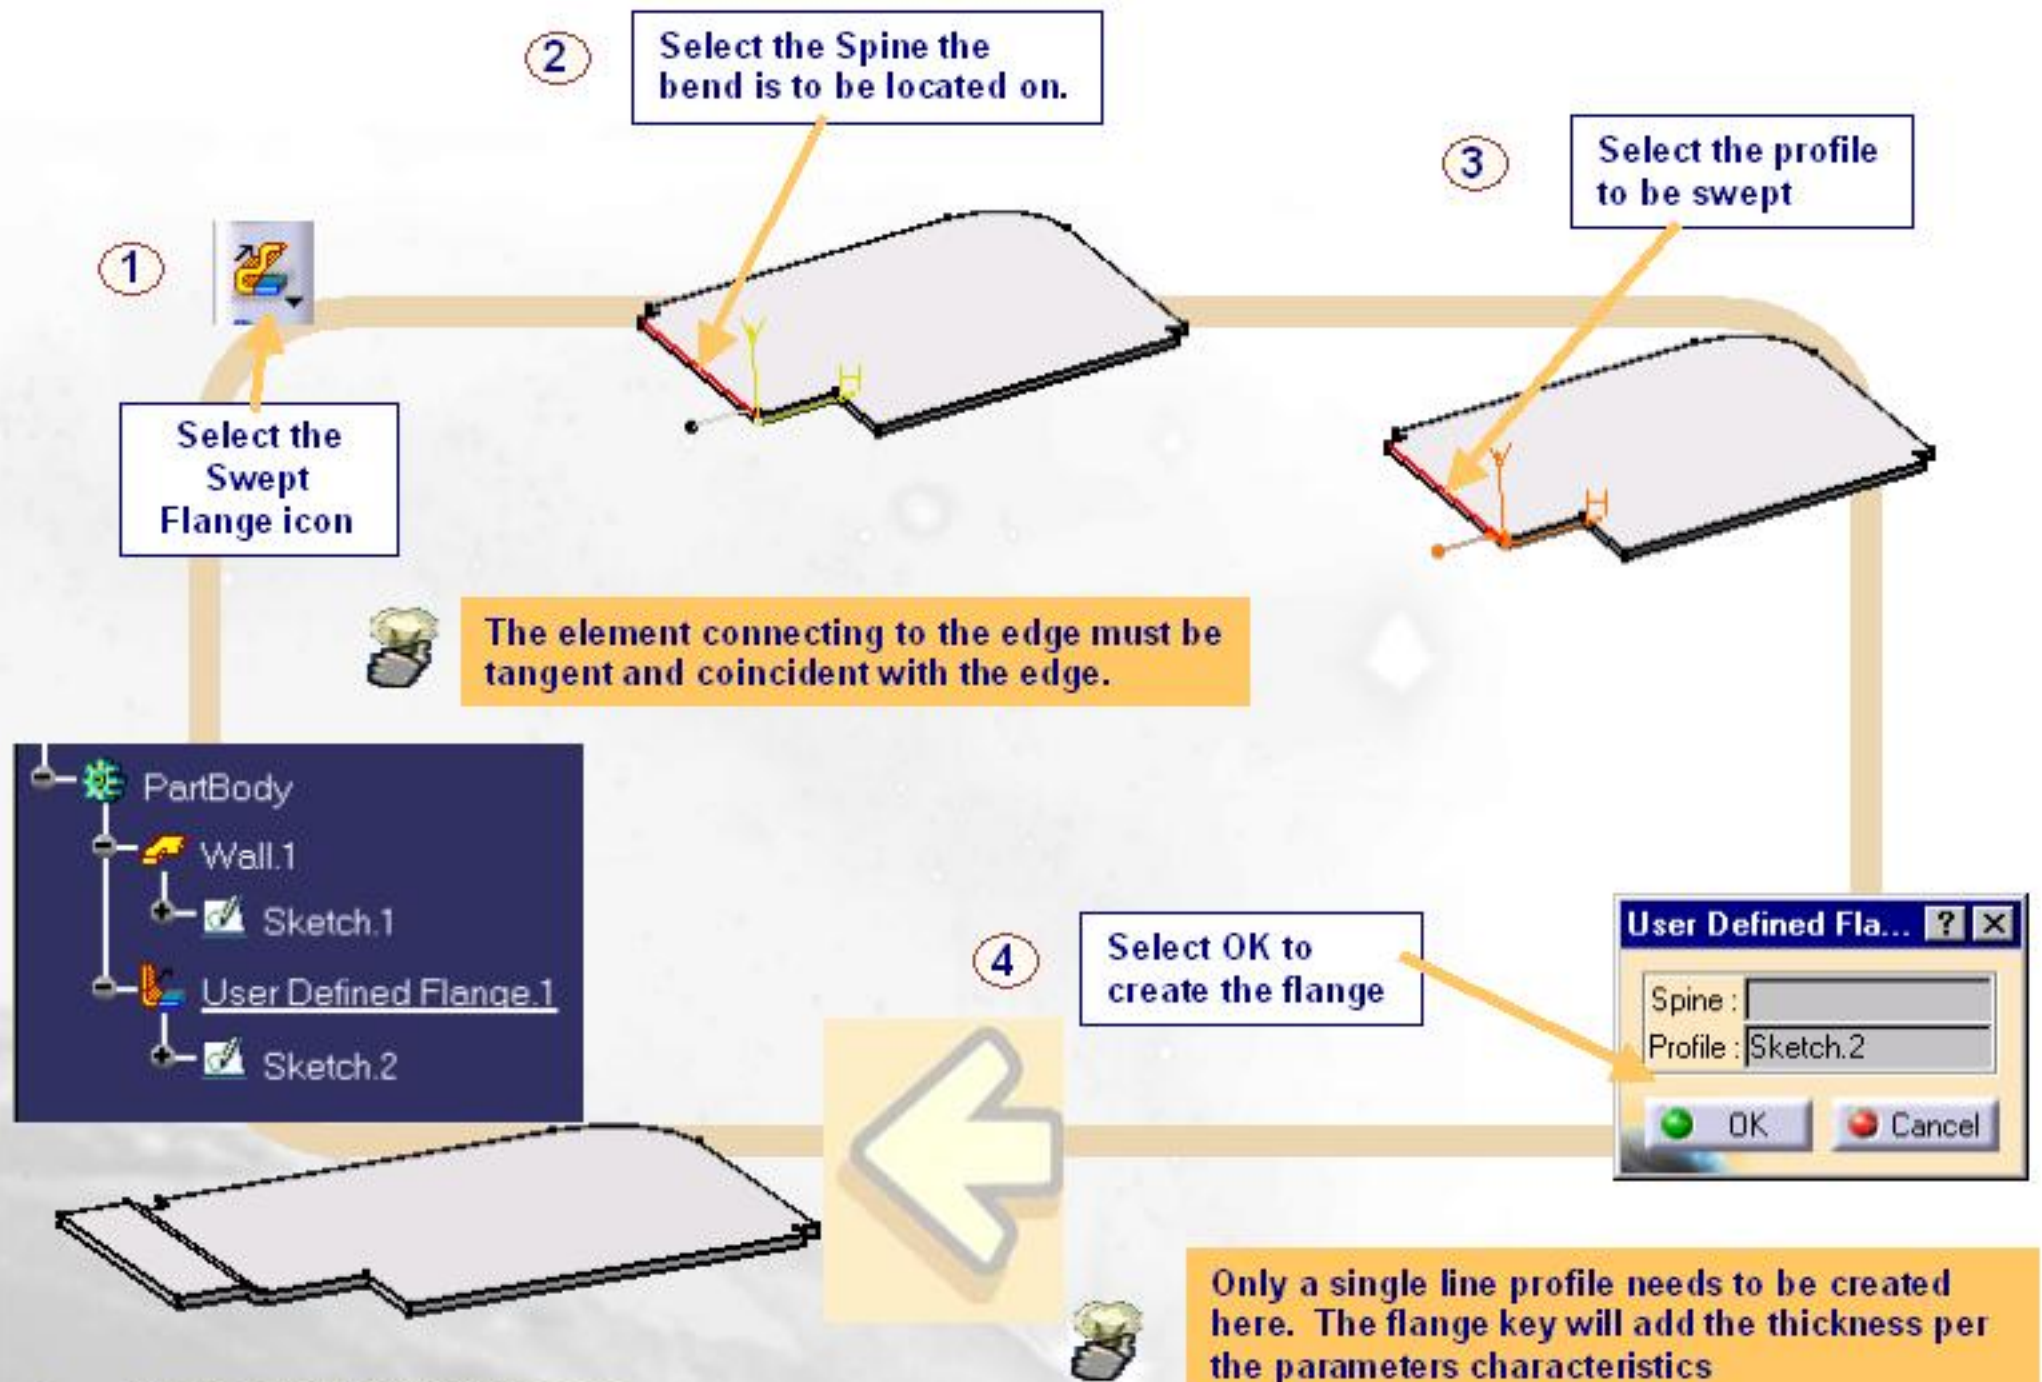 2
Select the Spine the
bend is to be located on.
3
Select the profile
to be swept
1
Select the
Swept
Flange icon
Y
H
Y
H
The element connecting to the edge must be
tangent and coincident with the edge.
PartBody
Wall.1
Sketch.1
User Defined Flange.1
Sketch.2
4
Select OK to
create the flange
User Defined Fla... ? X
Spine :
Profile : Sketch.2
OK Cancel
Only a single line profile needs to be created
here. The flange key will add the thickness per
the parameters characteristics